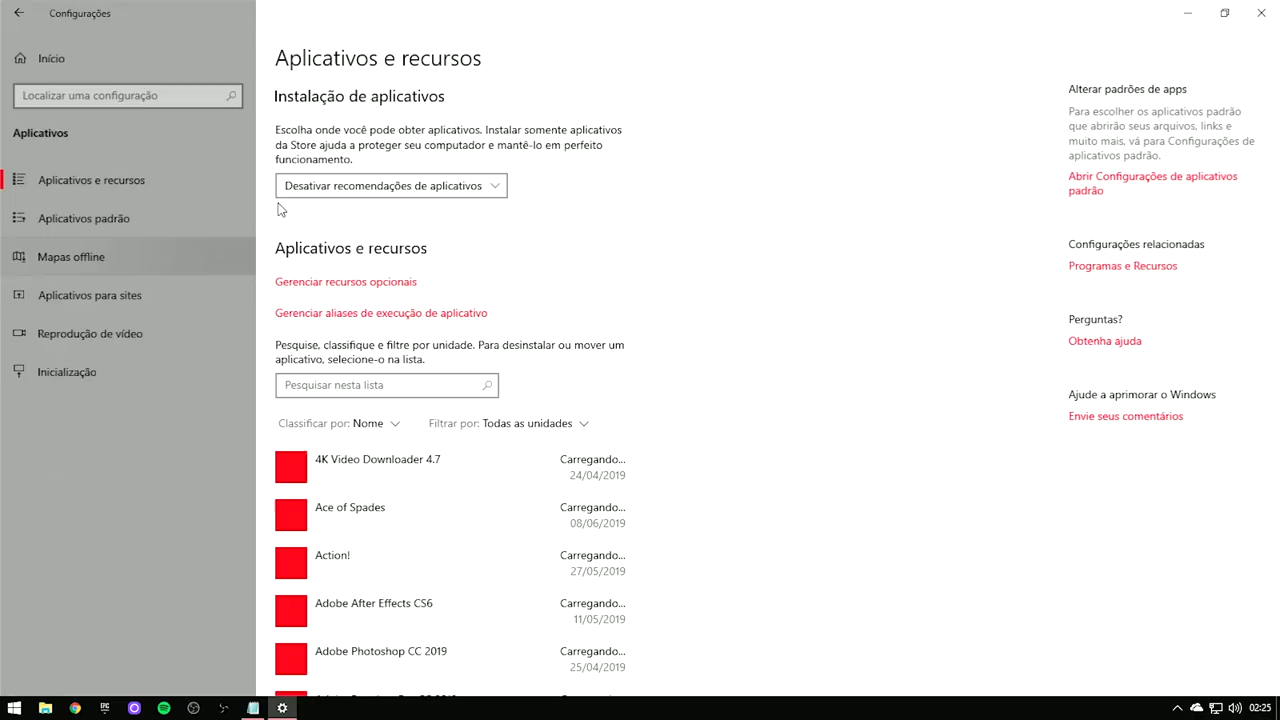 Configurações
Início
Localizar uma configuração
Aplicativos
Aplicativos e recursos
Aplicativos padrão
Mapas offline
Aplicativos para sites
Reprodução de vídeo
Inicialização
Aplicativos e recursos
Instalação de aplicativos
Escolha onde você pode obter aplicativos. Instalar somente aplicativos
da Store ajuda a proteger seu computador e mantê-lo em perfeito
funcionamento.
Desativar recomendações de aplicativos
Aplicativos e recursos
Gerenciar recursos opcionais
Gerenciar aliases de execução de aplicativo
Pesquise, classifique e filtre por unidade. Para desinstalar ou mover um
aplicativo, selecione-o na lista.
Pesquisar nesta lista
Classificar por: Nome
Filtrar por: Todas as unidades
4K Video Downloader 4.7
Carregando...
24/04/2019
Ace of Spades
Carregando...
08/06/2019
Action!
Carregando...
27/05/2019
Adobe After Effects CS6
Carregando...
11/05/2019
Adobe Photoshop CC 2019
Carregando...
25/04/2019
Alterar padrões de apps
Para escolher os aplicativos padrão
que abrirão seus arquivos, links e
muito mais, vá para Configurações de
aplicativos padrão.
Abrir Configurações de aplicativos
padrão
Configurações relacionadas
Programas e Recursos
Perguntas?
Obtenha ajuda
Ajude a aprimorar o Windows
Envie seus comentários
EPIC
02:25